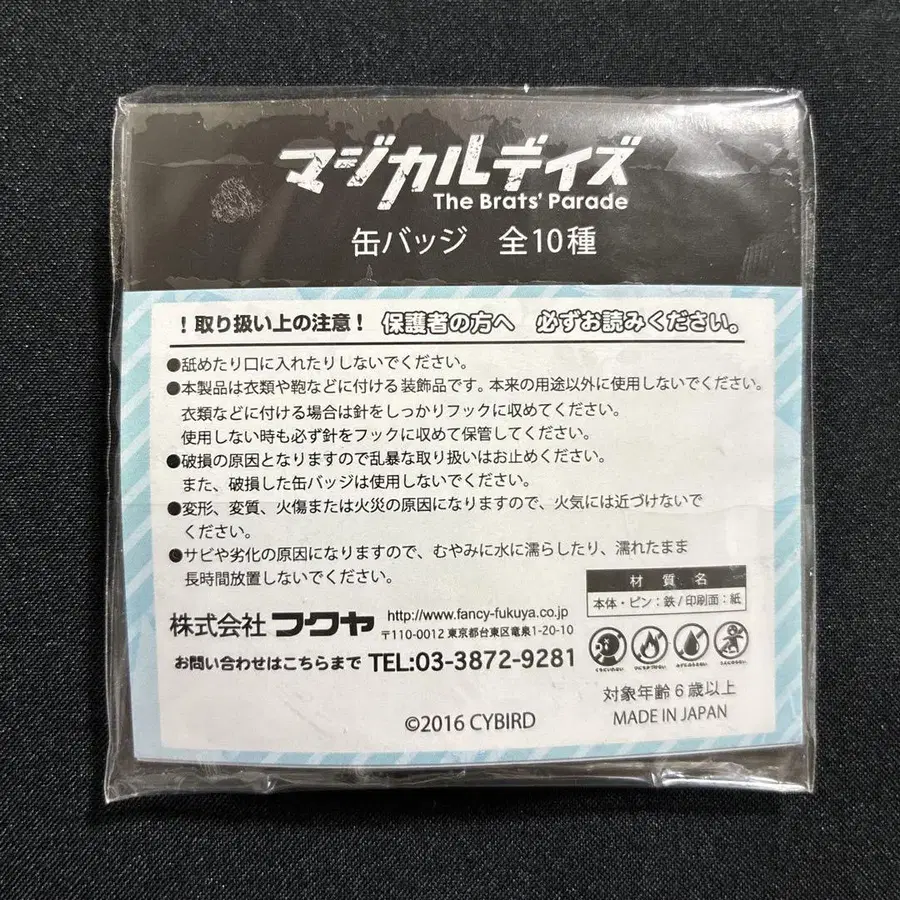 マジカルデイズ
The Brats' Parade
缶バッジ 全10種
！取り扱い上の注意！ 保護者の方へ 必ずお読みください。
●舐めたり口に入れたりしないでください。
●本製品は衣類や鞄などに付ける装飾品です。本来の用途以外に使用しないでください。
衣類などに付ける場合は針をしっかりフックに収めてください。
使用しない時も必ず針をフックに収めて保管してください。
●破損の原因となりますので乱暴な取り扱いはお止めください。
また、破損した缶バッジは使用しないでください。
●変形、変質、火傷または火災の原因になりますので、火気には近づけないで
ください。
●サビや劣化の原因になりますので、むやみに水に濡らしたり、濡れたまま
長時間放置しないでください。
材質名
本体・ピン：鉄/印刷面：紙
株式会社フクヤ http://www.fancy-fukuya.co.jp
〒110-0012 東京都台東区竜泉1-20-10
お問い合わせはこちらまで TEL:03-3872-9281
対象年齢6歳以上
©2016 CYBIRD
MADE IN JAPAN